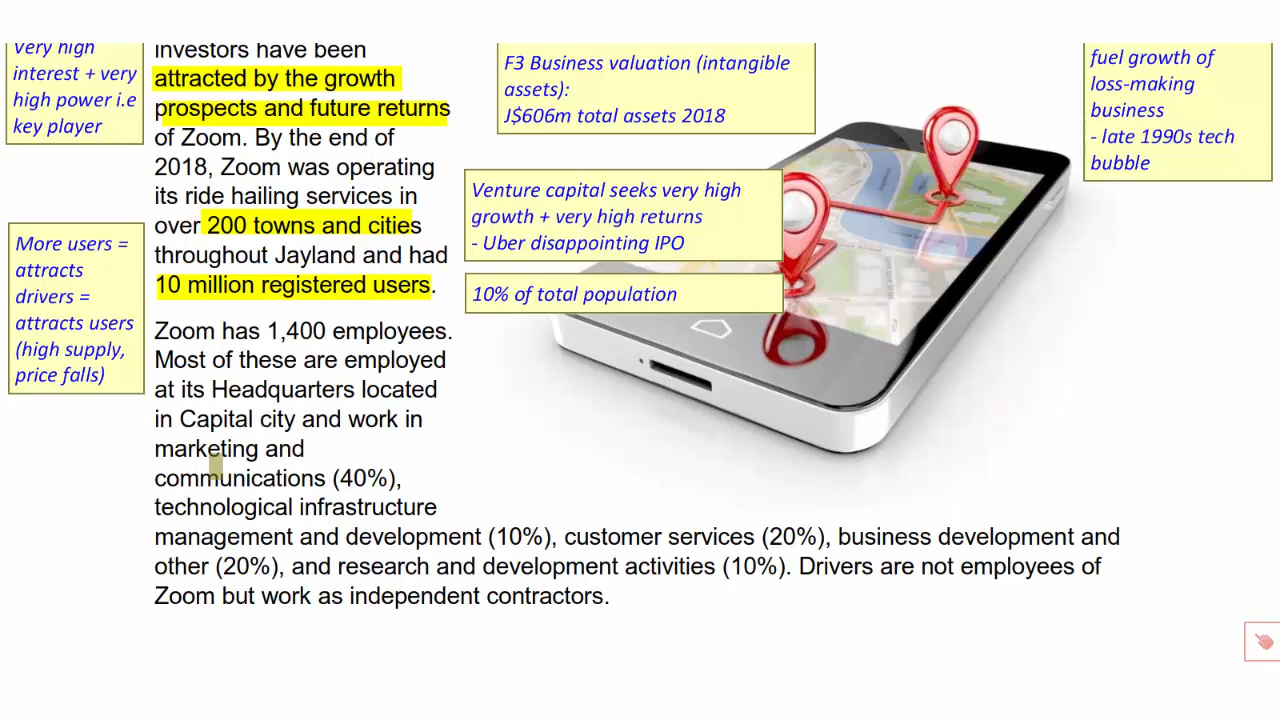 Very high
interest + very
high power i.e
key player
More users =
attracts
drivers =
attracts users
(high supply,
price falls)
investors have been
attracted by the growth
prospects and future returns
of Zoom. By the end of
2018, Zoom was operating
its ride hailing services in
over 200 towns and cities
throughout Jayland and had
10 million registered users.
Zoom has 1,400 employees.
Most of these are employed
at its Headquarters located
in Capital city and work in
marketing and
communications (40%),
technological infrastructure
management and development (10%), customer services (20%), business development and
other (20%), and research and development activities (10%). Drivers are not employees of
Zoom but work as independent contractors.
F3 Business valuation (intangible
assets):
J$606m total assets 2018
Venture capital seeks very high
growth + very high returns
- Uber disappointing IPO
10% of total population
fuel growth of
loss-making
business
- late 1990s tech
bubble